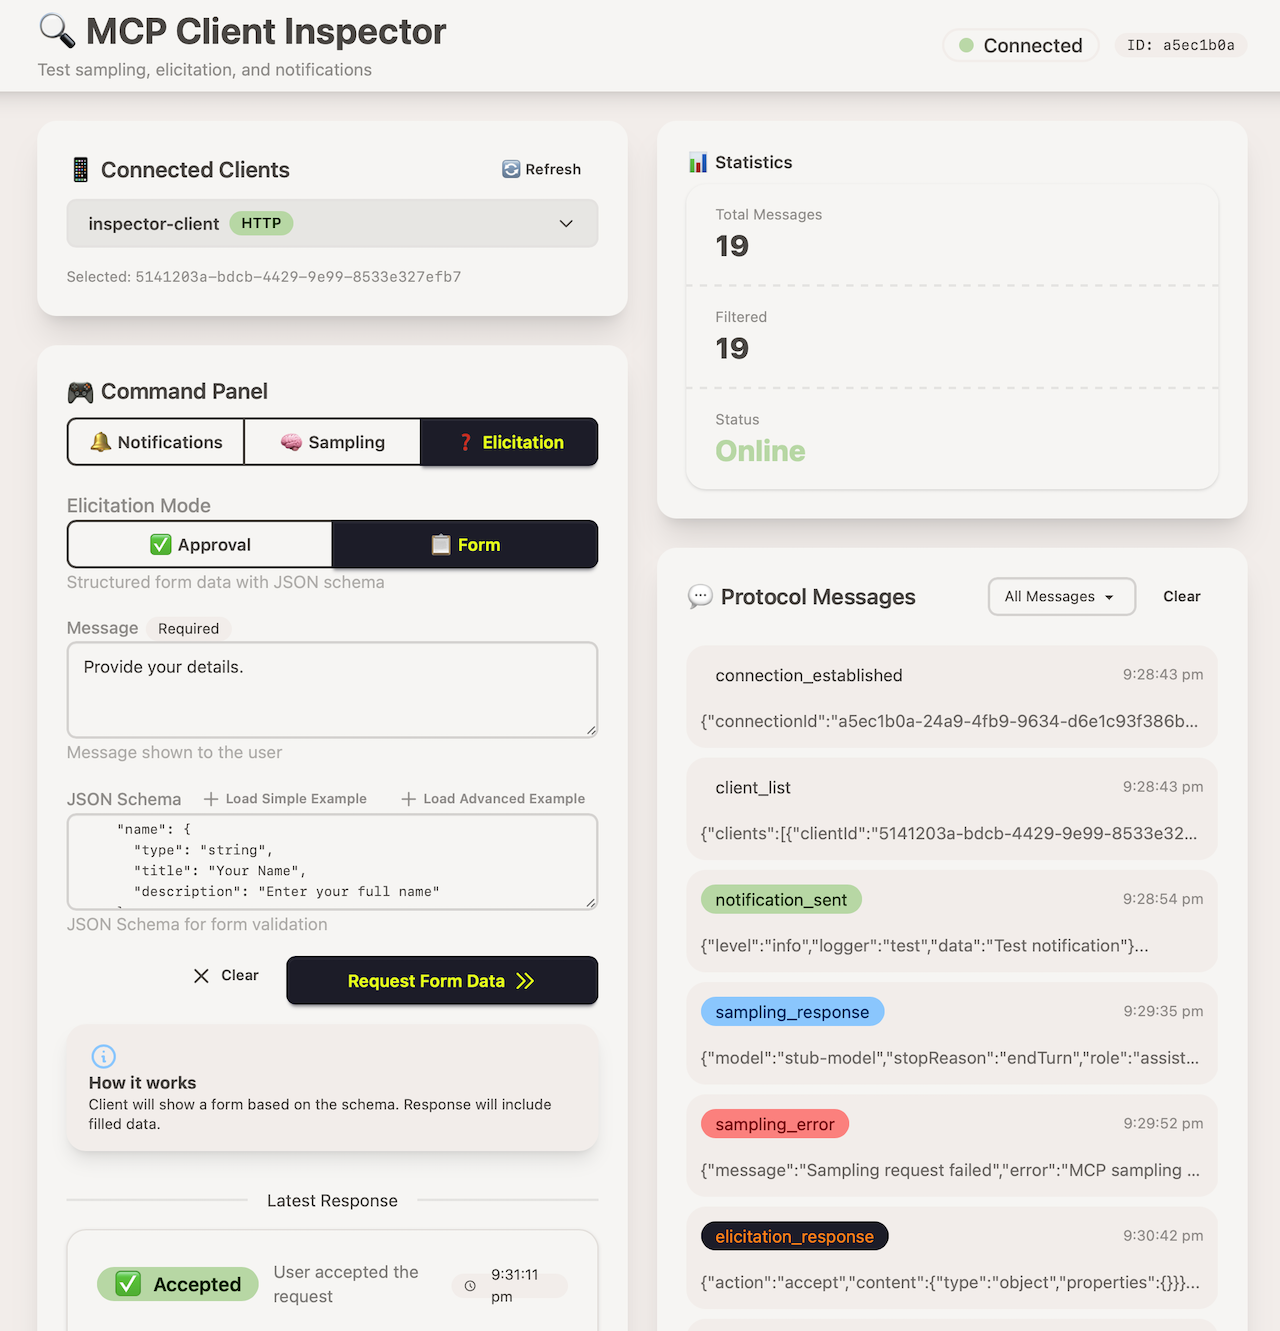 MCP Client Inspector
Test sampling, elicitation, and notifications
Connected
ID: a5ec1b0a
Connected Clients
Refresh
inspector-client HTTP
Selected: 5141203a-bdcb-4429-9e99-8533e327efb7
Command Panel
Notifications
Sampling
Elicitation
Elicitation Mode
Approval
Form
Structured form data with JSON schema
Message Required
Provide your details.
Message shown to the user
JSON Schema
Load Simple Example
Load Advanced Example
"name": {
"type": "string",
"title": "Your Name",
"description": "Enter your full name"
JSON Schema for form validation
Clear
Request Form Data
How it works
Client will show a form based on the schema. Response will include
filled data.
Latest Response
Accepted
User accepted the
request
9:31:11
pm
Statistics
Total Messages
19
Filtered
19
Status
Online
Protocol Messages
All Messages
Clear
connection_established 9:28:43 pm
{"connectionId":"a5ec1b0a-24a9-4fb9-9634-d6e1c93f386b...
client_list 9:28:43 pm
{"clients":[{"clientId":"5141203a-bdcb-4429-9e99-8533e32...
notification_sent 9:28:54 pm
{"level":"info","logger":"test","data":"Test notification"}...
sampling_response 9:29:35 pm
{"model":"stub-model","stopReason":"endTurn","role":"assist...
sampling_error 9:29:52 pm
{"message":"Sampling request failed","error":"MCP sampling ...
elicitation_response 9:30:42 pm
{"action":"accept","content":{"type":"object","properties":{}}}...